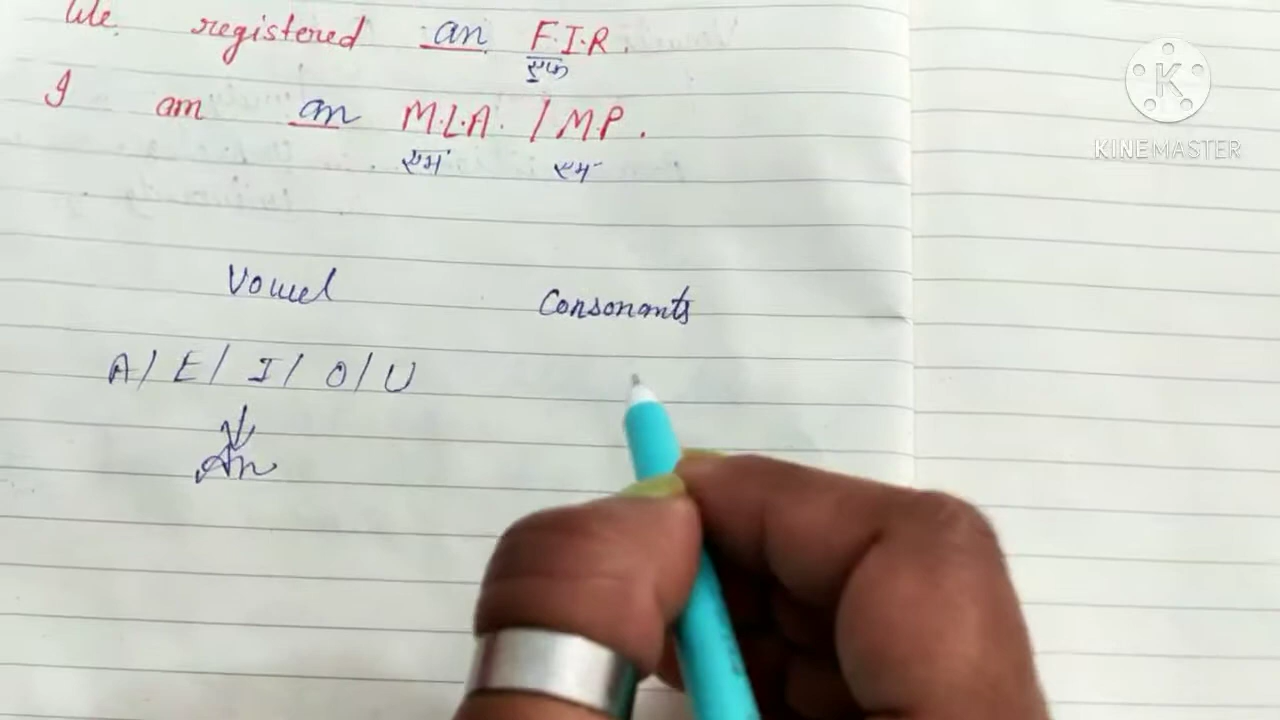 We registered an F.I.R.
एफ
I am an M.L.A. / M.P.
एम एम
Vowel Consonants
A/ E/ I/ O/ U
An
K
KINEMASTER